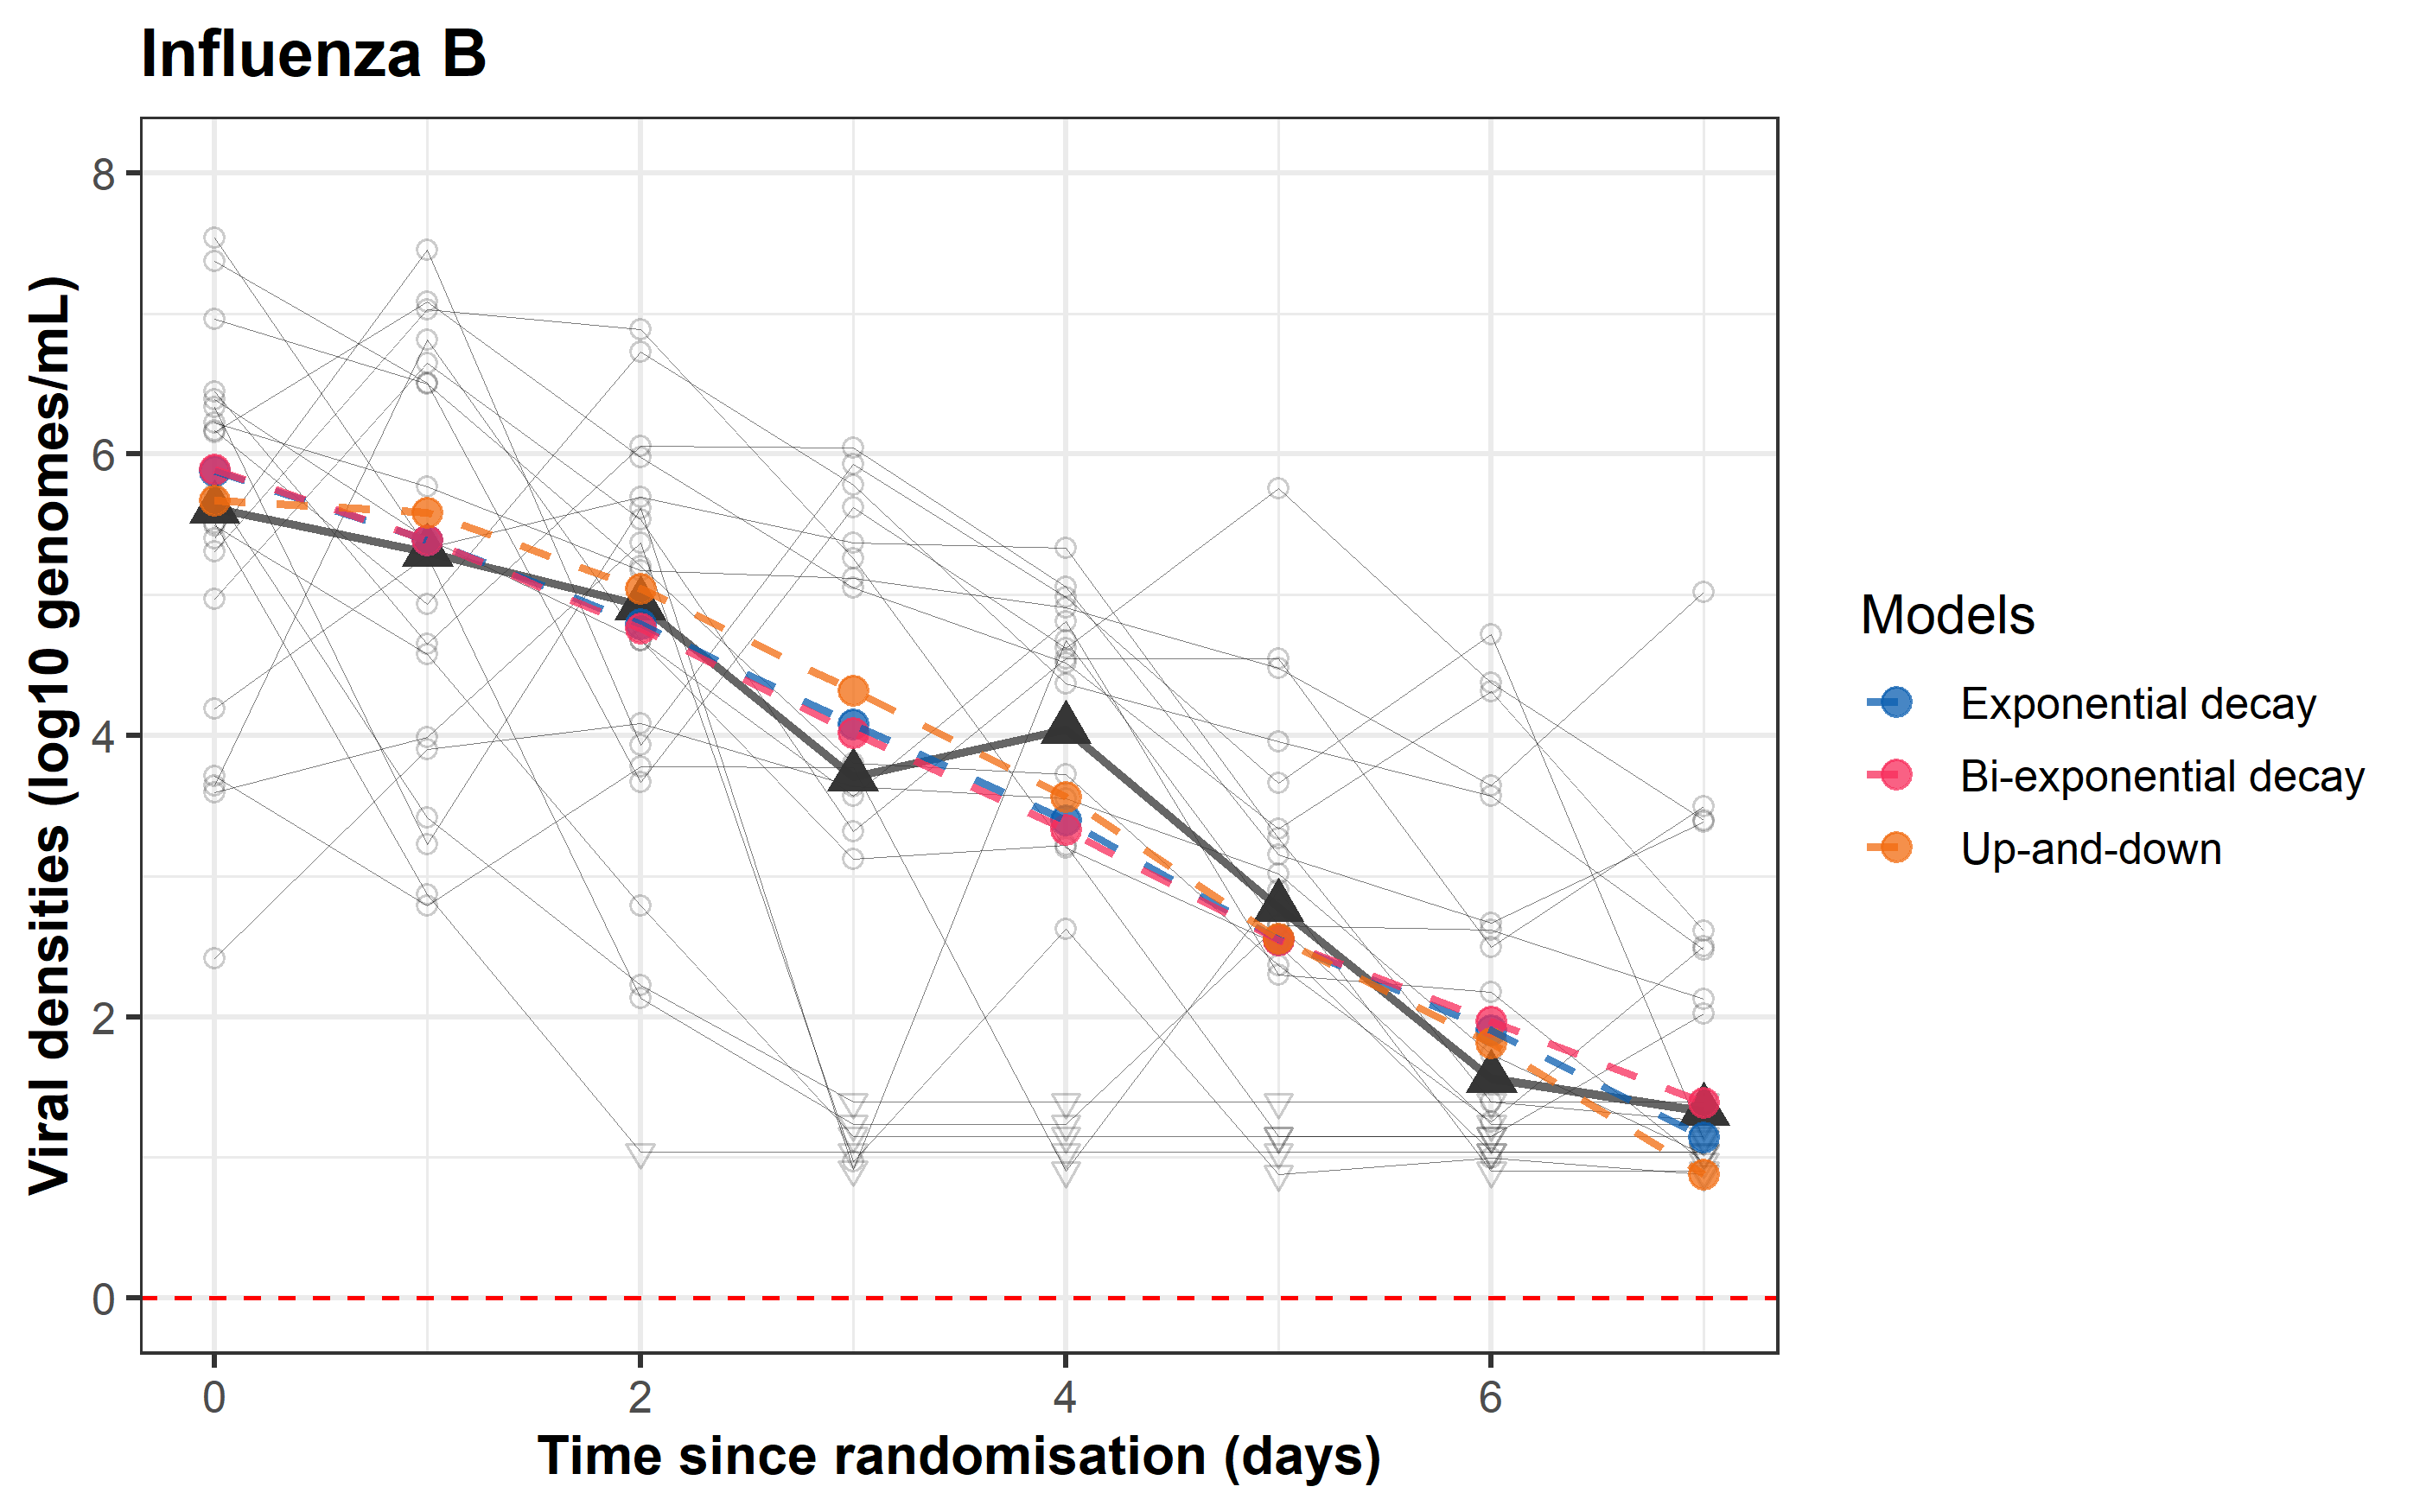 Influenza B
Viral densities (log10 genomes/mL)
8
6
4
2
0
0 2 4 6
Time since randomisation (days)
Models
Exponential decay
Bi-exponential decay
Up-and-down